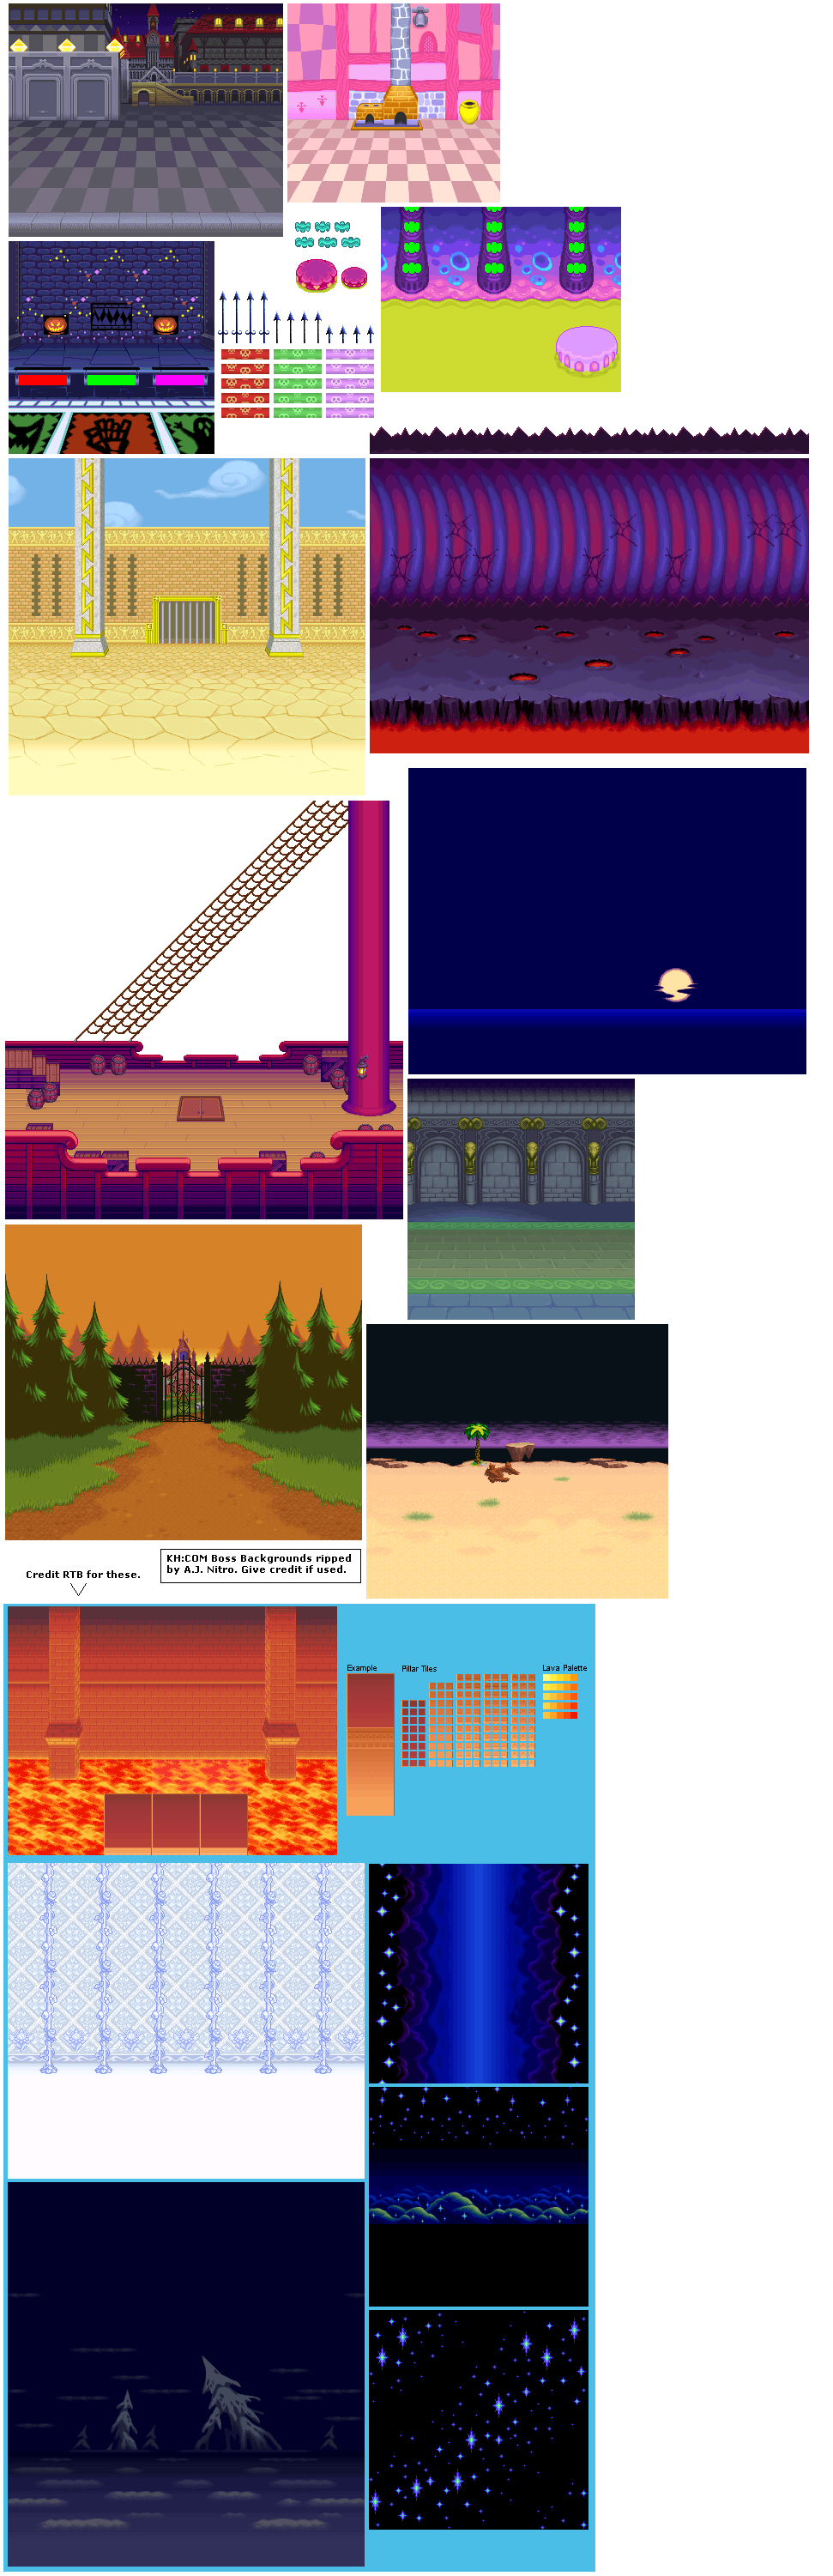 KH:COM Boss Backgrounds ripped
by A.J. Nitro. Give credit if used.
Credit RTB for these.
Example
Pillar Tiles
Lava Palette